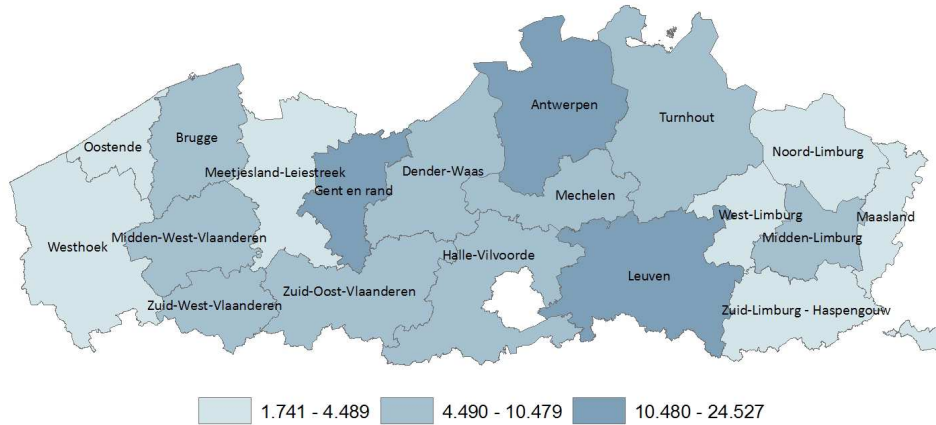 Antwerpen
Turnhout
Brugge
Oostende
Noord-Limburg
Meetjesland-Leiestreek
Dender-Waas
Gent en rand
Mechelen
West-Limburg
Maasland
Midden-West-Vlaanderen
Midden-Limburg
Westhoek
Halle-Vilvoorde
Leuven
Zuid-Oost-Vlaanderen
Zuid-West-Vlaanderen
Zuid-Limburg - Haspengouw
1.741 - 4.489
4.490 - 10.479
10.480 - 24.527